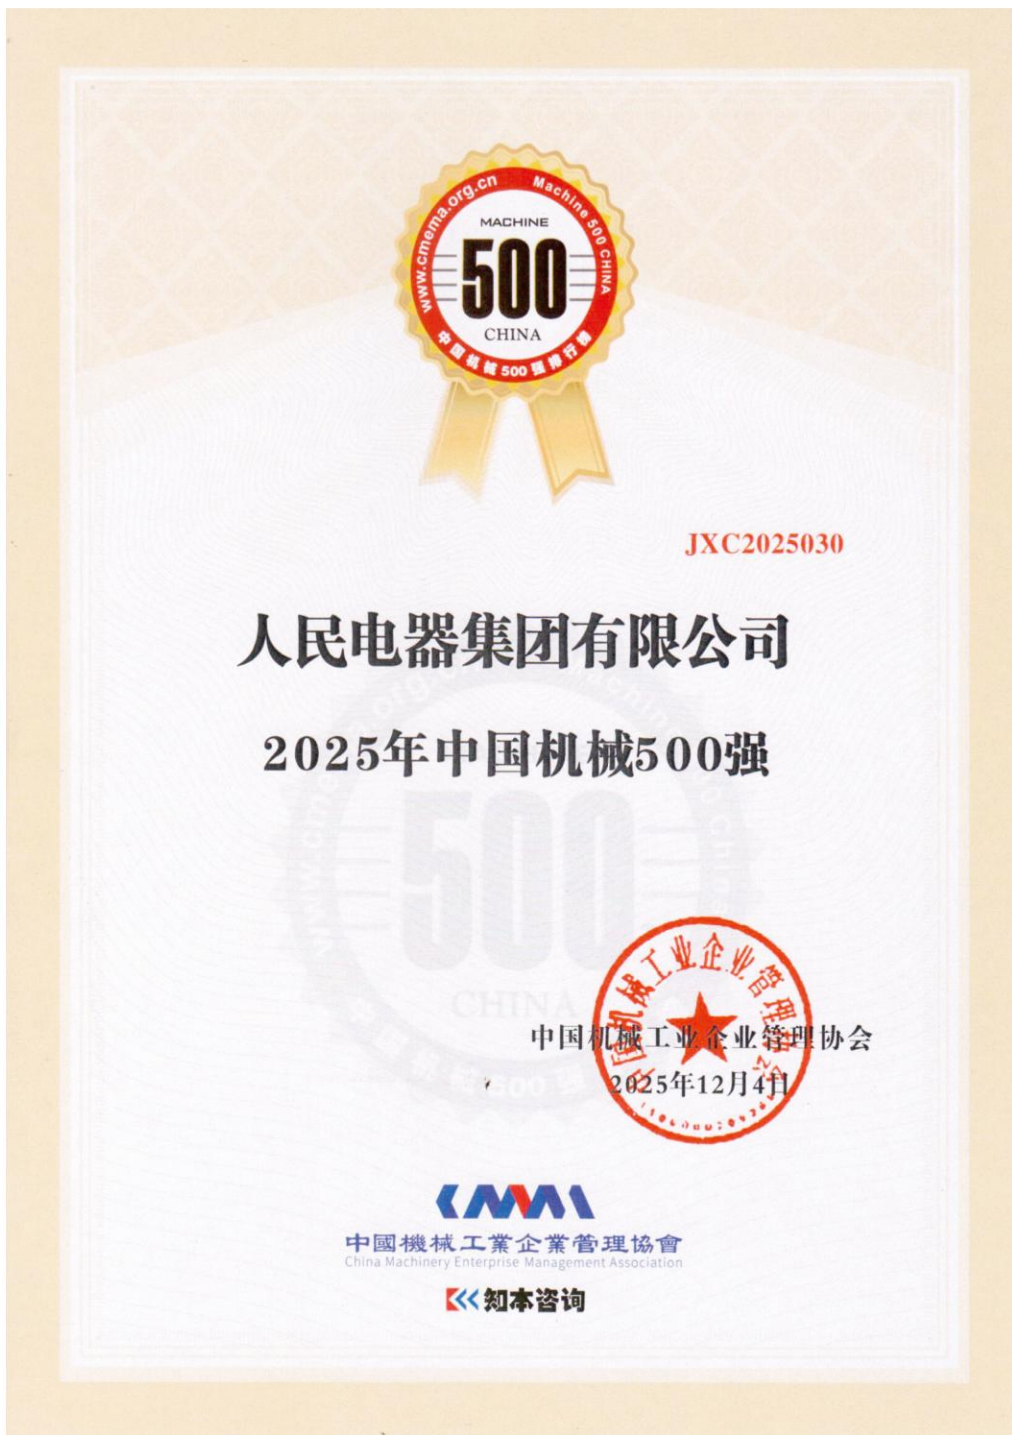 www.cmema.org.cn Machine 500 CHINA
MACHINE
500
CHINA
中国机械500强排行榜
JXC2025030
人民电器集团有限公司
2025年中国机械500强
500
CHINA
中国机械工业企业管理协会
中国机械工业企业管理协会
2025年12月4日
中國機械工業企業管理協會
China Machinery Enterprise Management Association
知本咨询